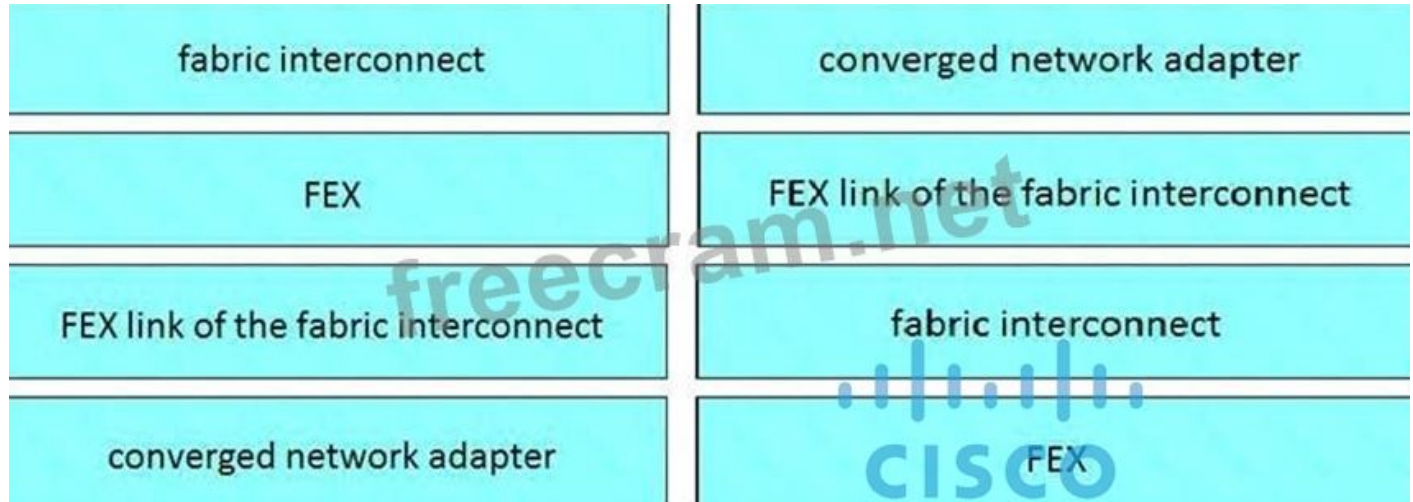 fabric interconnect
converged network adapter
FEX
FEX link of the fabric interconnect
freecram.net
FEX link of the fabric interconnect
fabric interconnect
converged network adapter
FEX
CISCO